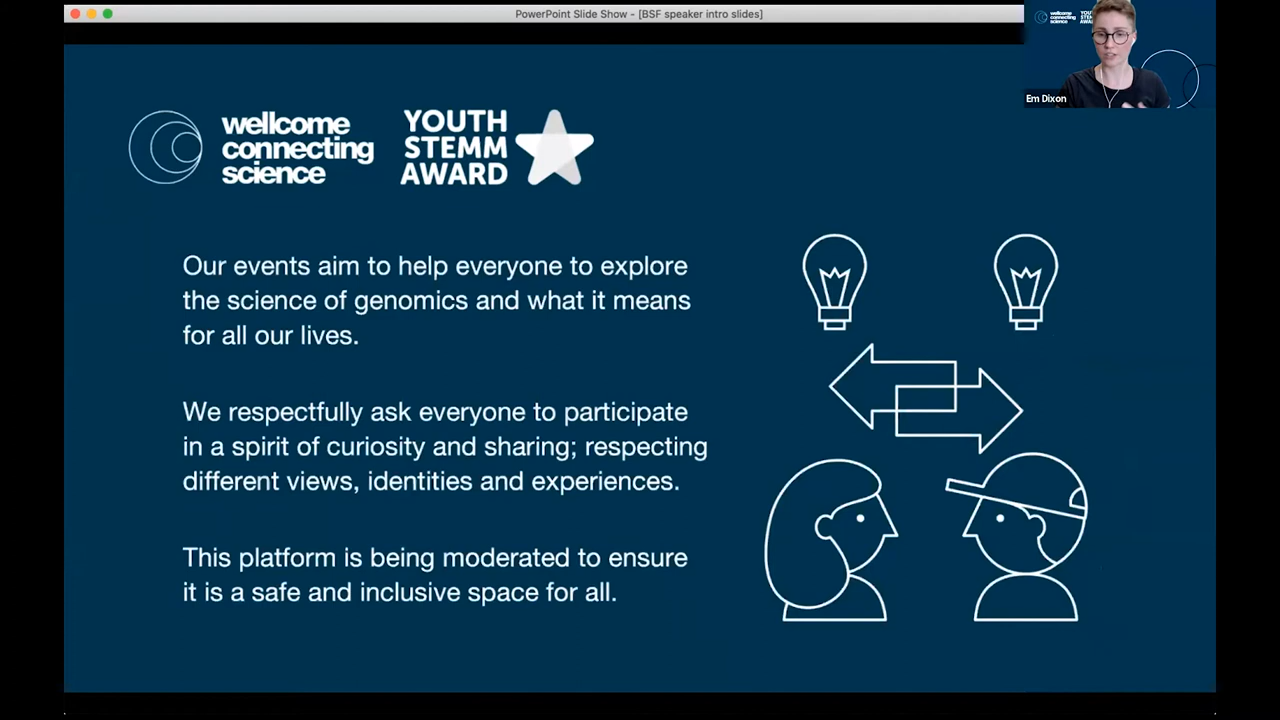 PowerPoint Slide Show - [BSF speaker intro slides]
wellcome
connecting
science
YOUTH
STEMM
AWARD
Our events aim to help everyone to explore
the science of genomics and what it means
for all our lives.
We respectfully ask everyone to participate
in a spirit of curiosity and sharing; respecting
different views, identities and experiences.
This platform is being moderated to ensure
it is a safe and inclusive space for all.
wellcome
connecting
science
Em Dixon